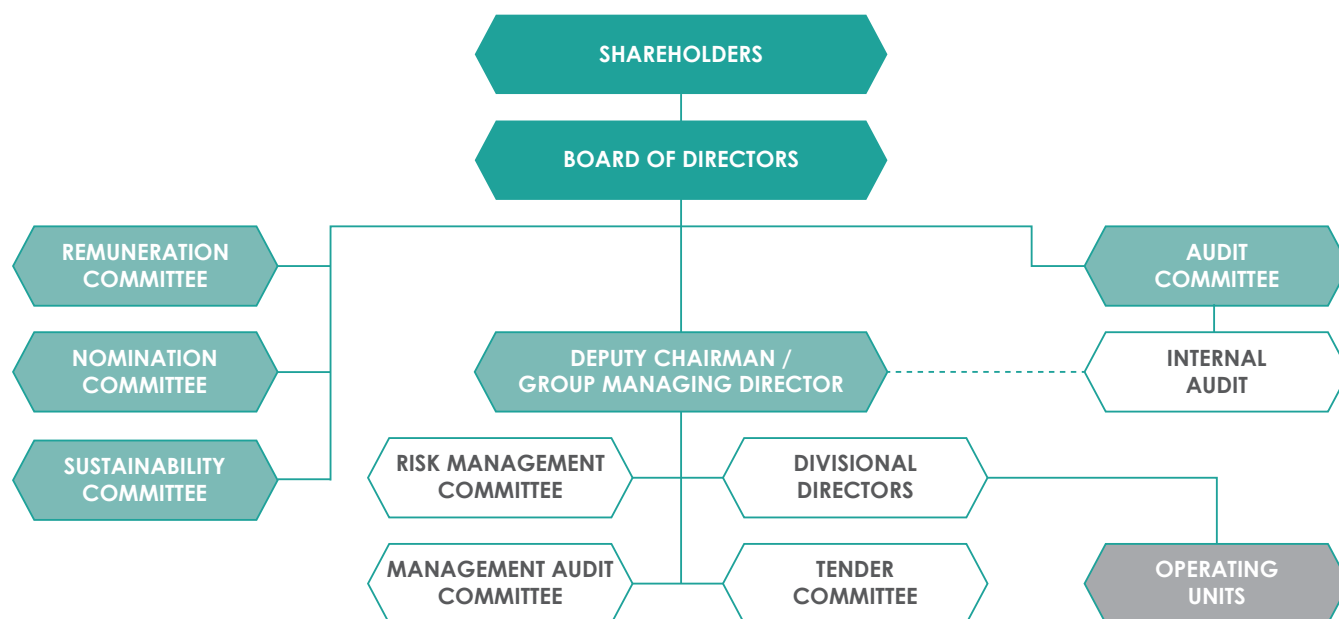 SHAREHOLDERS
BOARD OF DIRECTORS
REMUNERATION
COMMITTEE
AUDIT
COMMITTEE
NOMINATION
COMMITTEE
DEPUTY CHAIRMAN /
GROUP MANAGING DIRECTOR
INTERNAL
AUDIT
SUSTAINABILITY
COMMITTEE
RISK MANAGEMENT
COMMITTEE
DIVISIONAL
DIRECTORS
MANAGEMENT AUDIT
COMMITTEE
TENDER
COMMITTEE
OPERATING
UNITS